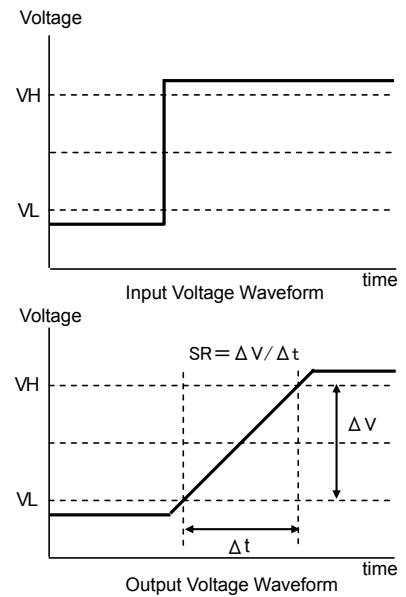 Voltage
VH
VL
time
Input Voltage Waveform
Voltage
SR＝ΔV/Δt
VH
ΔV
VL
Δt
time
Output Voltage Waveform